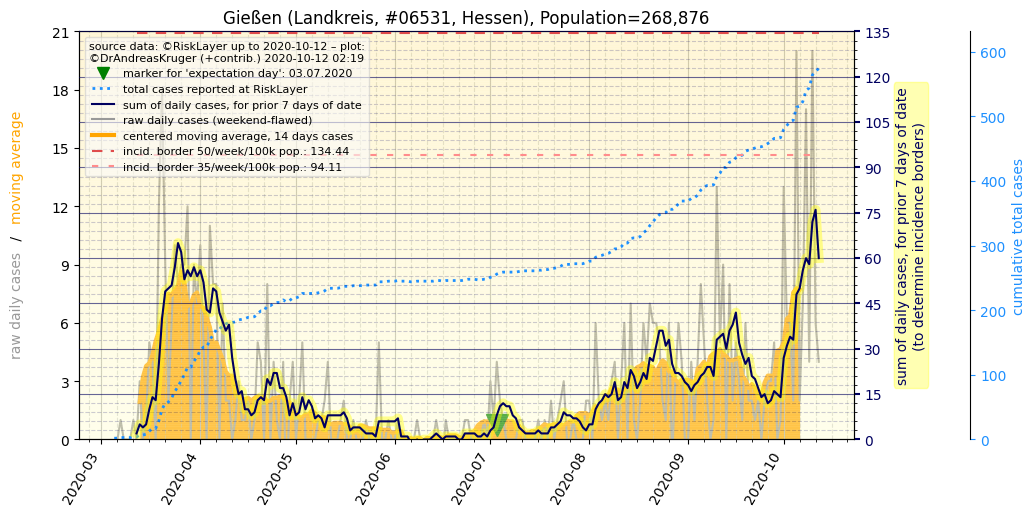 Gießen (Landkreis, #06531, Hessen), Population=268,876
source data: ©RiskLayer up to 2020-10-12 – plot:
©DrAndreasKruger (+contrib.) 2020-10-12 02:19
marker for 'expectation day': 03.07.2020
total cases reported at RiskLayer
sum of daily cases, for prior 7 days of date
raw daily cases (weekend-flawed)
centered moving average, 14 days cases
incid. border 50/week/100k pop.: 134.44
incid. border 35/week/100k pop.: 94.11
raw daily cases / moving average
21
18
15
12
9
6
3
0
2020-03
2020-04
2020-05
2020-06
2020-07
2020-08
2020-09
2020-10
135
120
105
90
75
60
45
30
15
0
sum of daily cases, for prior 7 days of date
(to determine incidence borders)
600
500
400
300
200
100
0
cumulative total cases